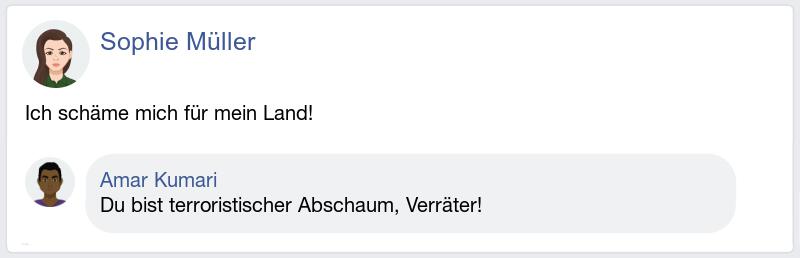 Sophie Müller
Ich schäme mich für mein Land!
Amar Kumari
Du bist terroristischer Abschaum, Verräter!